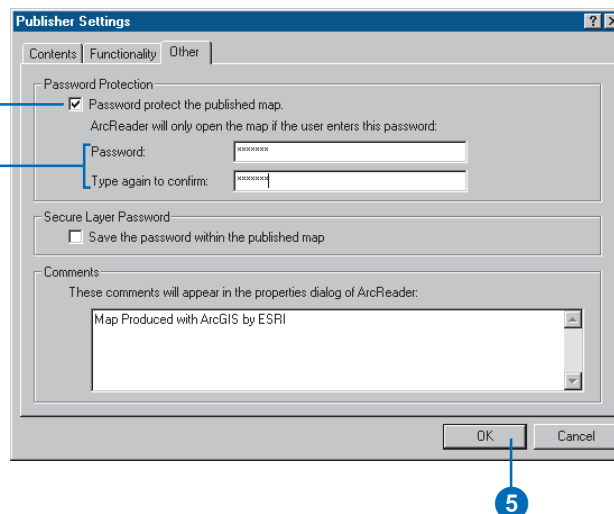 Publisher Settings
Contents Functionality Other
Password Protection
Password protect the published map.
ArcReader will only open the map if the user enters this password:
Password: xxxxxxx
Type again to confirm: xxxxxxx
Secure Layer Password
Save the password within the published map
Comments
These comments will appear in the properties dialog of ArcReader:
Map Produced with ArcGIS by ESRI
OK Cancel
5